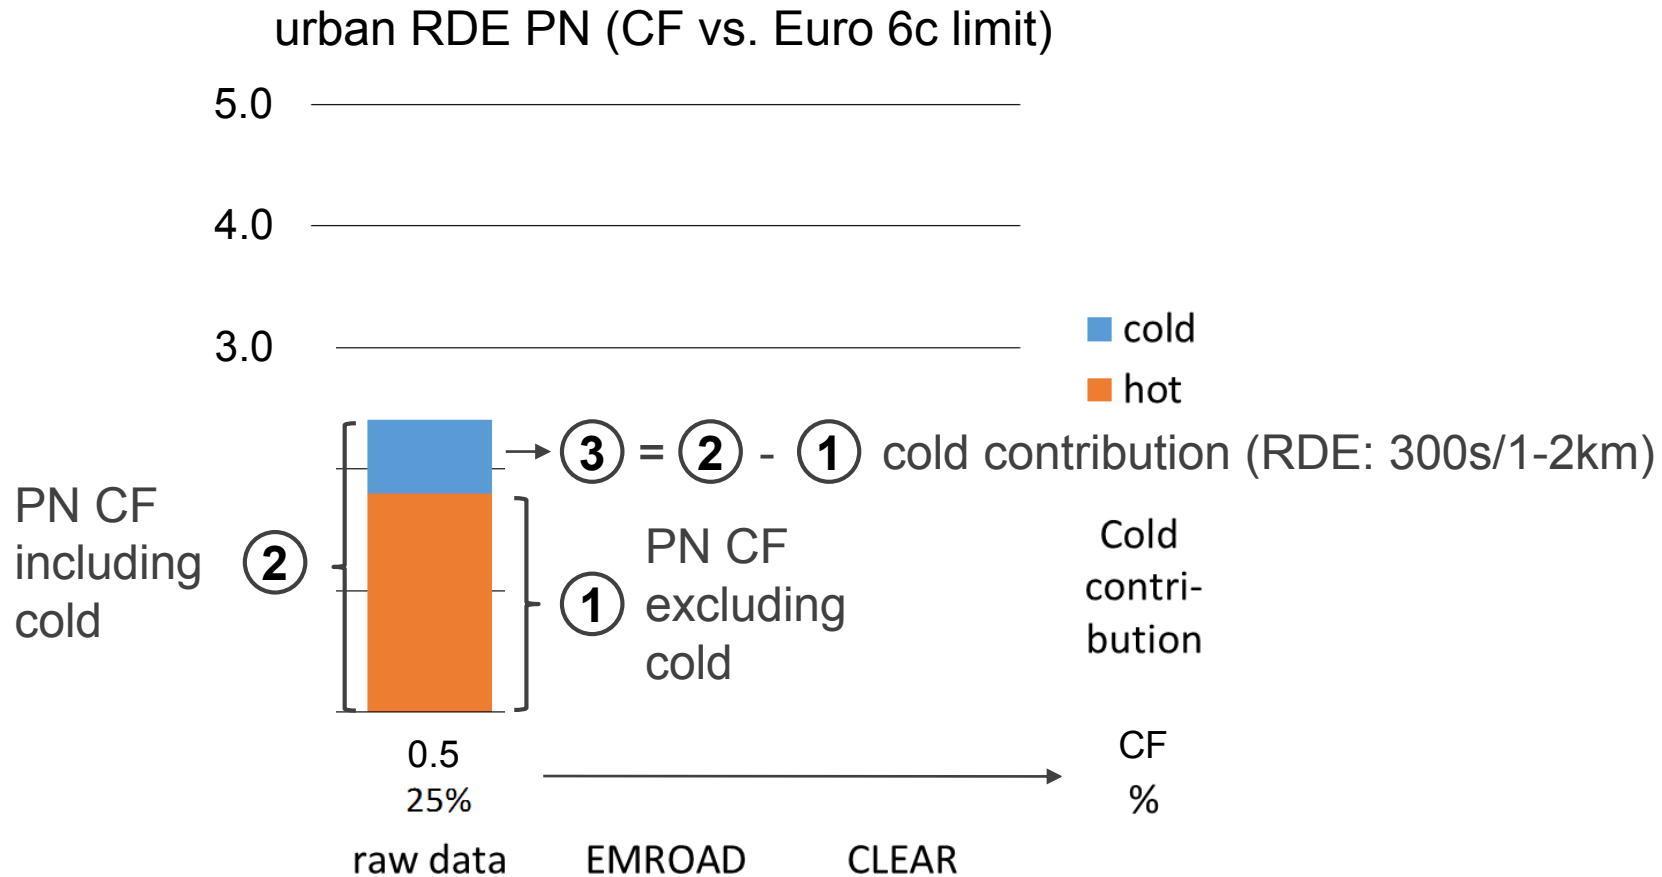 urban RDE PN (CF vs. Euro 6c limit)
5.0
4.0
3.0
cold
hot
3 = 2 - 1 cold contribution (RDE: 300s/1-2km)
PN CF
including
cold
2
1
PN CF
excluding
cold
Cold
contri-
bution
0.5
CF
25%
%
raw data
EMROAD
CLEAR